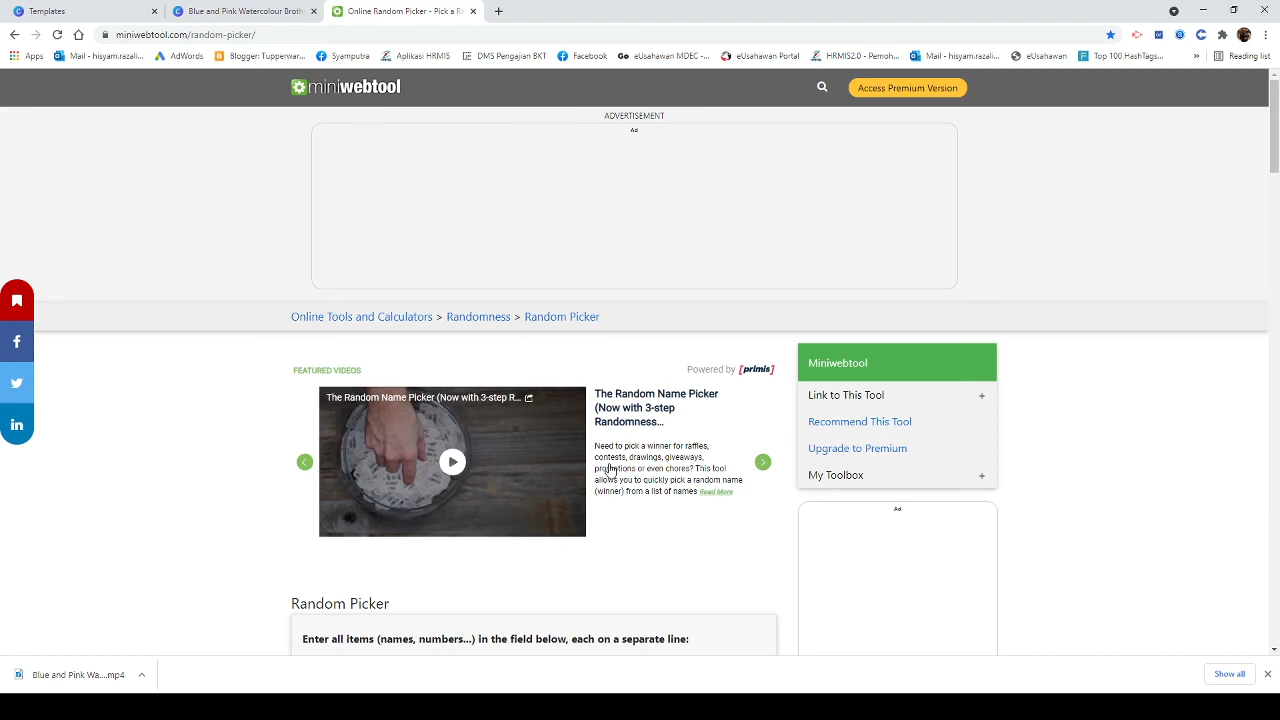 Templates
Blue and Pink Watercolour Broth
Online Random Picker - Pick a Ra
miniwebtool.com/random-picker/
Apps
Mail - hisyam.razali...
AdWords
Blogger: Tupperwar...
Syamputra
Aplikasi HRMIS
DMS Pengajian BKT
Facebook
Go eUsahawan MDEC -...
eUsahawan Portal
HRMIS2.0 - Pemoh...
Mail - hisyam.razali...
eUsahawan
Top 100 HashTags...
»
Reading list
miniwebtool
Access Premium Version
ADVERTISEMENT
Ad
Online Tools and Calculators > Randomness > Random Picker
FEATURED VIDEOS
Powered by [primis]
The Random Name Picker (Now with 3-step R...
The Random Name Picker
(Now with 3-step
Randomness...
Need to pick a winner for raffles,
contests, drawings, giveaways,
promotions or even chores? This tool
allows you to quickly pick a random name
(winner) from a list of names Read More
Miniwebtool
Link to This Tool +
Recommend This Tool
Upgrade to Premium
My Toolbox +
Ad
Random Picker
Enter all items (names, numbers...) in the field below, each on a separate line:
Blue and Pink Wa....mp4
Show all